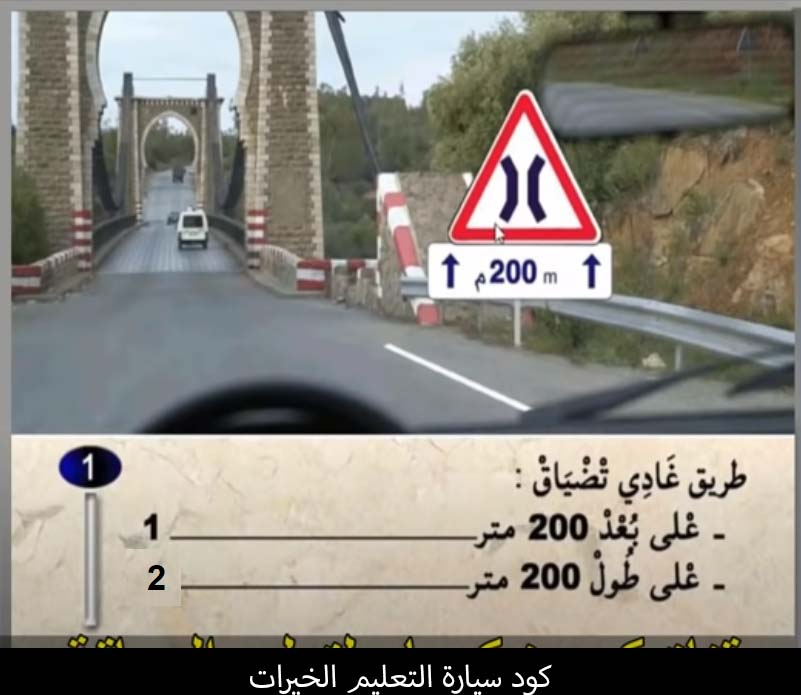 م 200 m
1
طريق غَادِي تْضْيَاقْ :
- عْلى بُعْدْ 200 متر 1
- عْلى طُولْ 200 متر 2
كود سيارة التعليم الخيرات